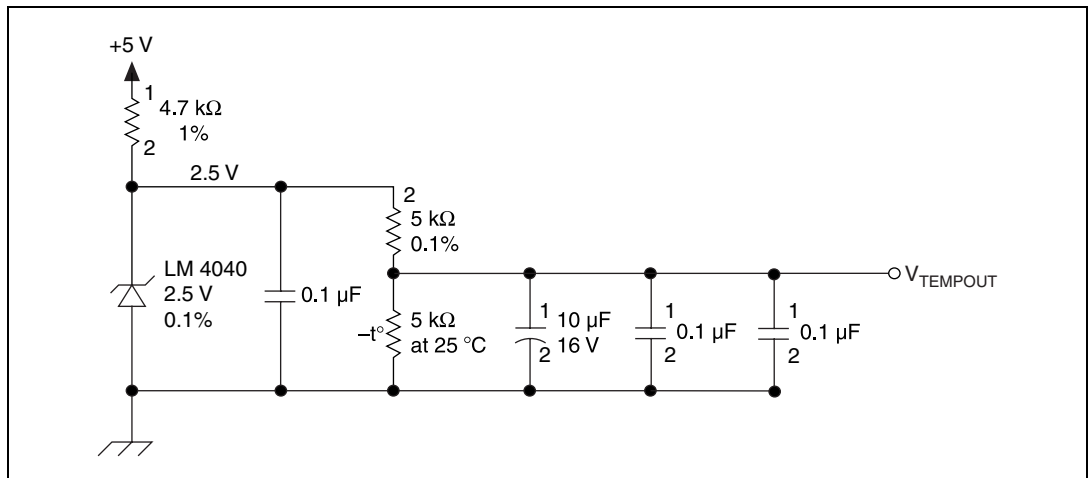 +5 V
1
4.7 kΩ
1%
2
2.5 V
2
5 kΩ
0.1%
LM 4040
2.5 V
0.1%
0.1 µF
–t°
5 kΩ
at 25 °C
1
10 µF
16 V
2
1
0.1 µF
2
1
0.1 µF
2
VTEMPOUT